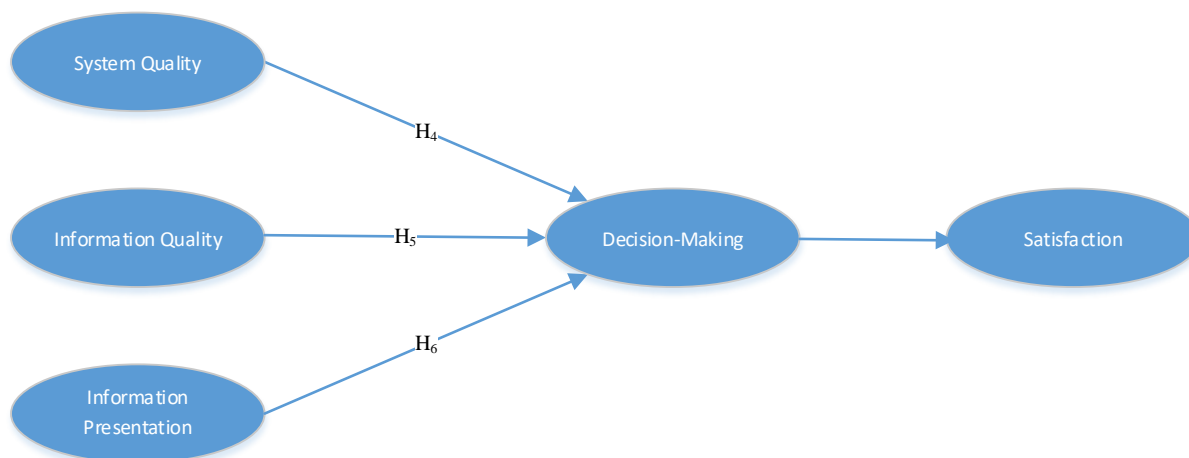 System Quality
H₄
Information Quality
H₅
Decision-Making
Satisfaction
H₆
Information
Presentation